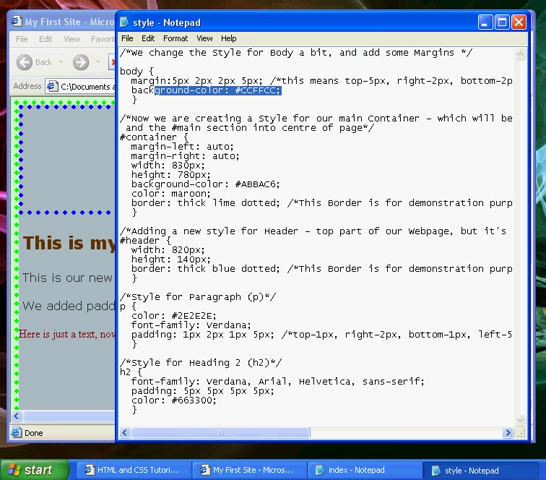 My First Site - Micros
style - Notepad
File Edit View Favori
File Edit Format View Help
Back
Address C:\Documents a
/*We change the Style for Body a bit, and add some Margins */
body {
margin:5px 2px 2px 5px; /*this means top-5px, right-2px, bottom-2p
background-color: #CCFFCC;
}
/*Now we are creating a Style for our main Container - which will be
and the #main section into centre of page*/
#container {
margin-left: auto;
margin-right: auto;
width: 830px;
height: 780px;
background-color: #ABBAC6;
color: maroon;
border: thick lime dotted; /*This Border is for demonstration purp
}
/*Adding a new style for Header - top part of our Webpage, but it's
#header {
width: 820px;
height: 140px;
border: thick blue dotted; /*This Border is for demonstration purp
}
This is my
This is our new
We added padd
Here is just a text, now
/*Style for Paragraph (p)*/
p {
color: #2E2E2E;
font-family: Verdana;
padding: 1px 2px 1px 5px; /*top-1px, right-2px, bottom-1px, left-5
}
/*Style for Heading 2 (h2)*/
h2 {
font-family: Verdana, Arial, Helvetica, sans-serif;
padding: 5px 5px 5px 5px;
color: #663300;
}
Done
start
HTML and CSS Tutori...
My First Site - Micros...
index - Notepad
style - Notepad